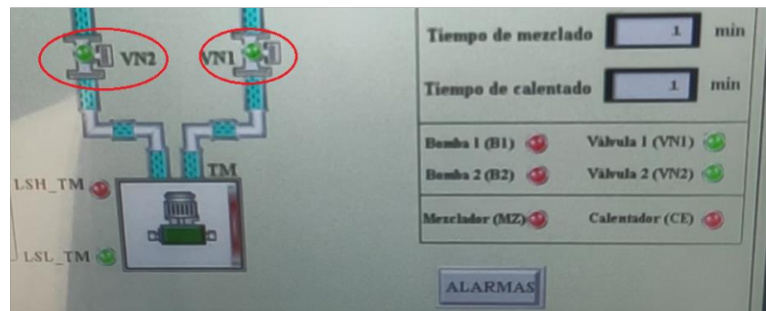 VN2
VN1
TM
LSH_TM
LSL_TM
Tiempo de mezclado 1 min
Tiempo de calentado 1 min
Bomba 1 (B1) Válvula 1 (VN1)
Bomba 2 (B2) Válvula 2 (VN2)
Mezclador (MZ) Calentador (CE)
ALARMAS